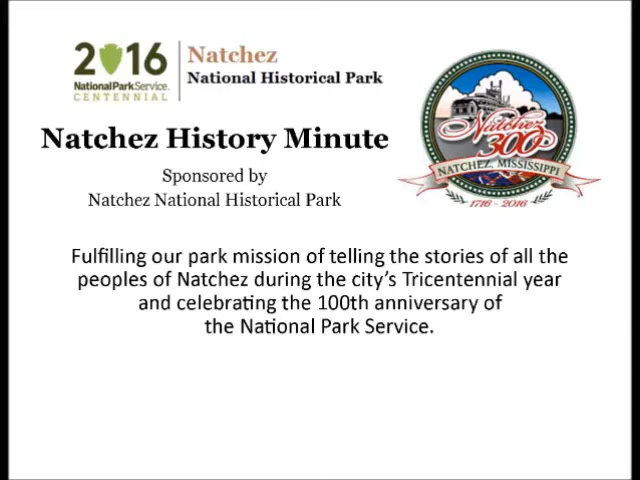 2016
National Park Service
CENTENNIAL
Natchez
National Historical Park
Natchez History Minute
Sponsored by
Natchez National Historical Park
Natchez
300
NATCHEZ, MISSISSIPPI
1716 - 2016
Fulfilling our park mission of telling the stories of all the
peoples of Natchez during the city's Tricentennial year
and celebrating the 100th anniversary of
the National Park Service.